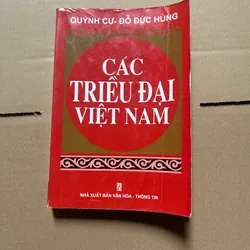 QUỲNH CƯ- ĐỖ ĐỨC HÙNG
CÁC
TRIỀU ĐẠI
VIỆT NAM
NHÀ XUẤT BẢN VĂN HÓA - THÔNG TIN